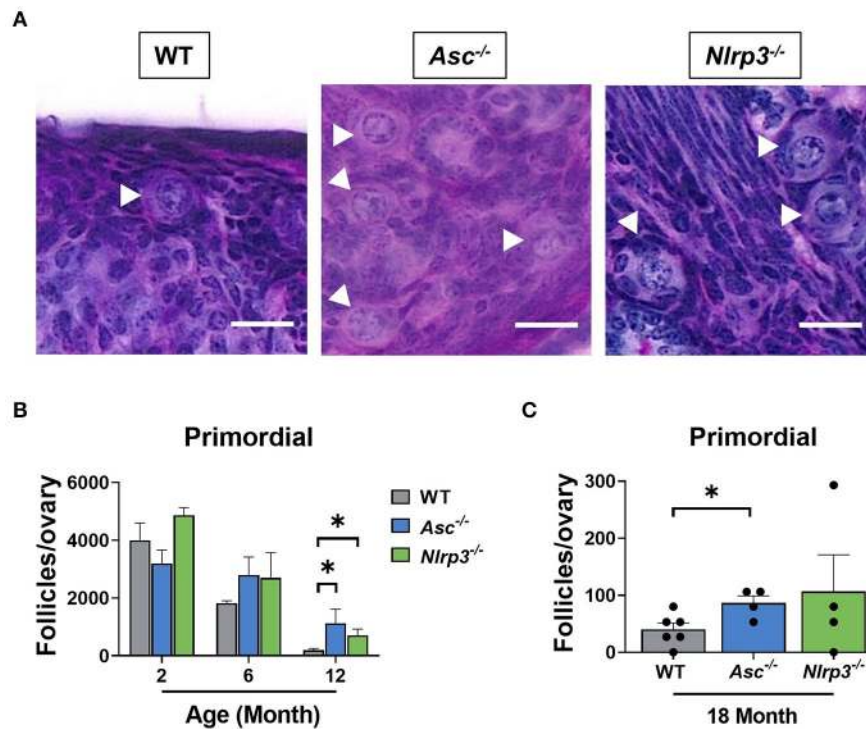 A
WT
Asc-/-
Nlrp3-/-
B
Primordial
Follicles/ovary
6000
4000
2000
0
2
6
12
Age (Month)
WT
Asc-/-
Nlrp3-/-
*
*
C
Primordial
Follicles/ovary
300
200
100
0
*
WT
Asc-/-
Nlrp3-/-
18 Month